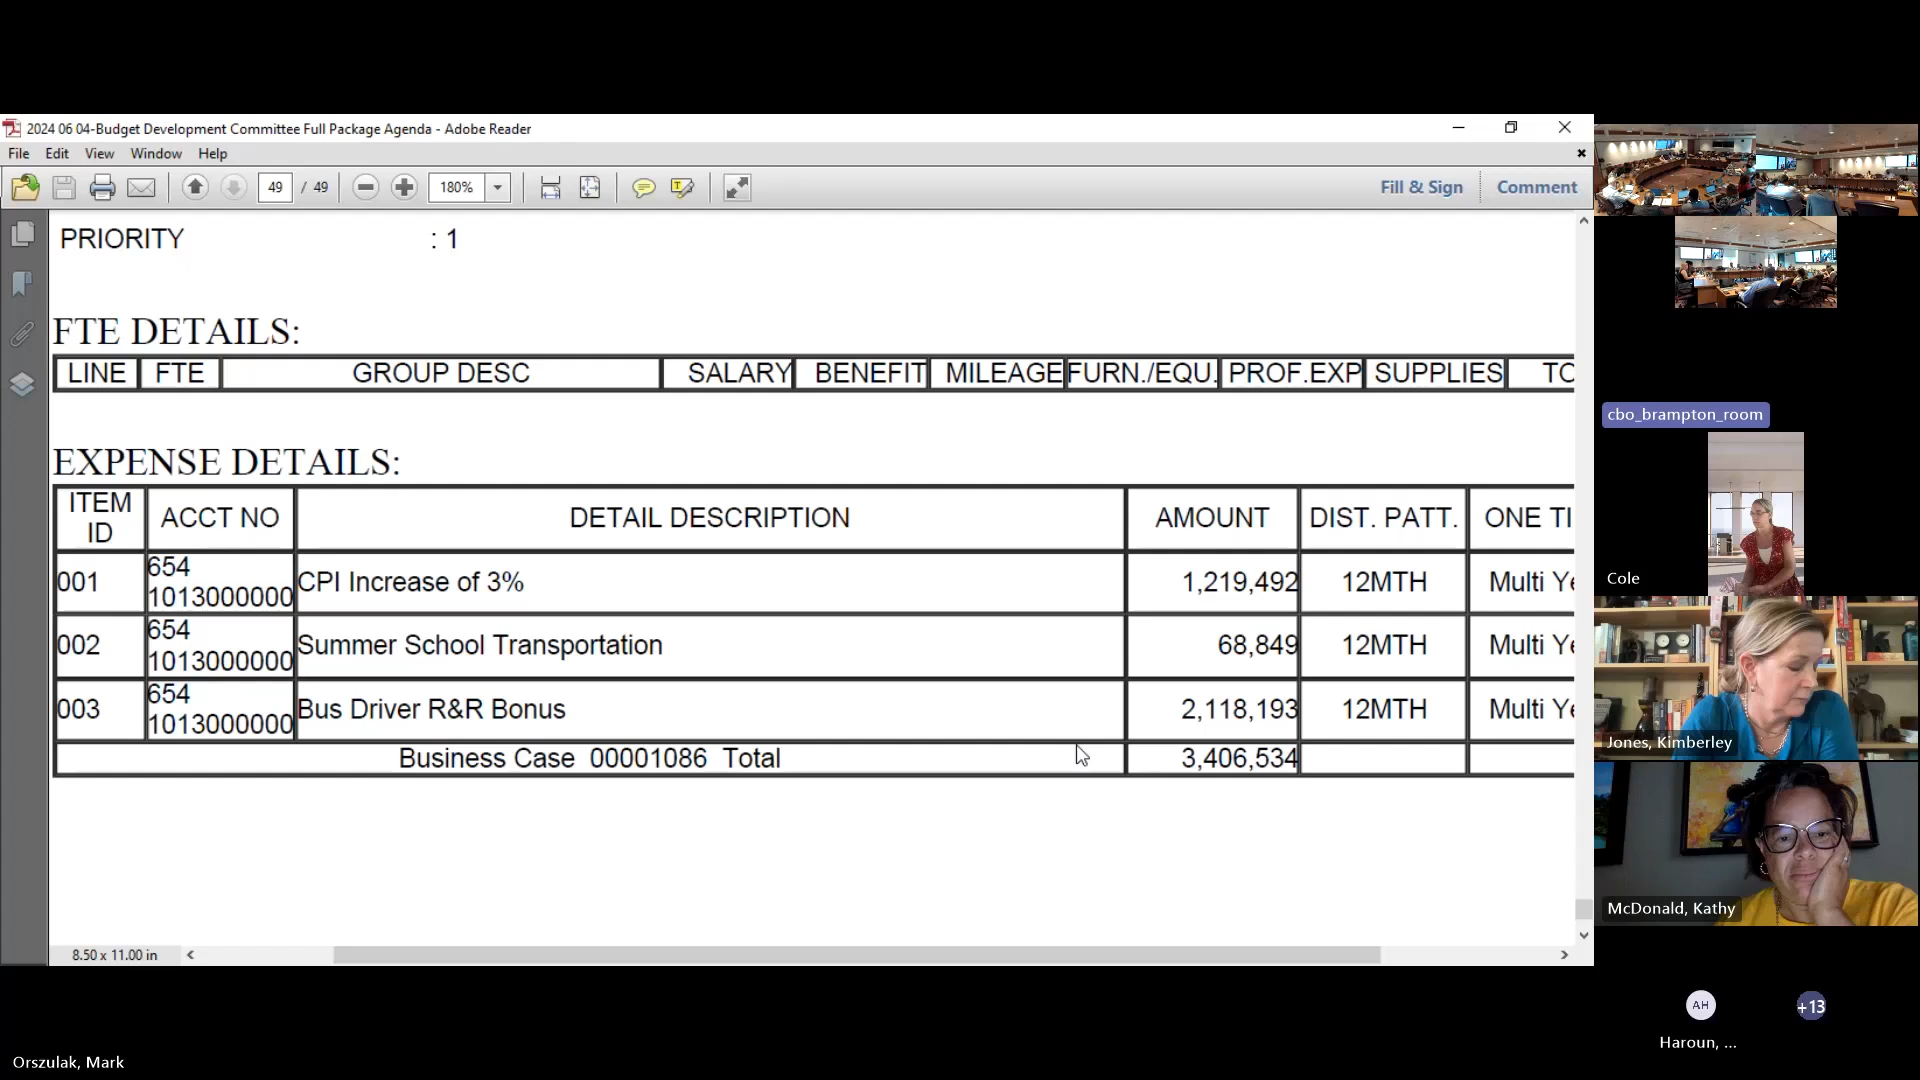 2024 06 04-Budget Development Committee Full Package Agenda - Adobe Reader
File Edit View Window Help
49 / 49 180% Fill & Sign Comment
PRIORITY : 1
FTE DETAILS:
LINE FTE GROUP DESC SALARY BENEFIT MILEAGE FURN./EQU. PROF.EXP SUPPLIES TO
EXPENSE DETAILS:
ITEM ID ACCT NO DETAIL DESCRIPTION AMOUNT DIST. PATT. ONE TI
001 654 1013000000 CPI Increase of 3% 1,219,492 12MTH Multi Ye
002 654 1013000000 Summer School Transportation 68,849 12MTH Multi Ye
003 654 1013000000 Bus Driver R&R Bonus 2,118,193 12MTH Multi Ye
Business Case 00001086 Total 3,406,534
8.50 x 11.00 in
cbo_brampton_room
Cole
Jones, Kimberley
McDonald, Kathy
AH
+13
Haroun, ...
Orszulak, Mark